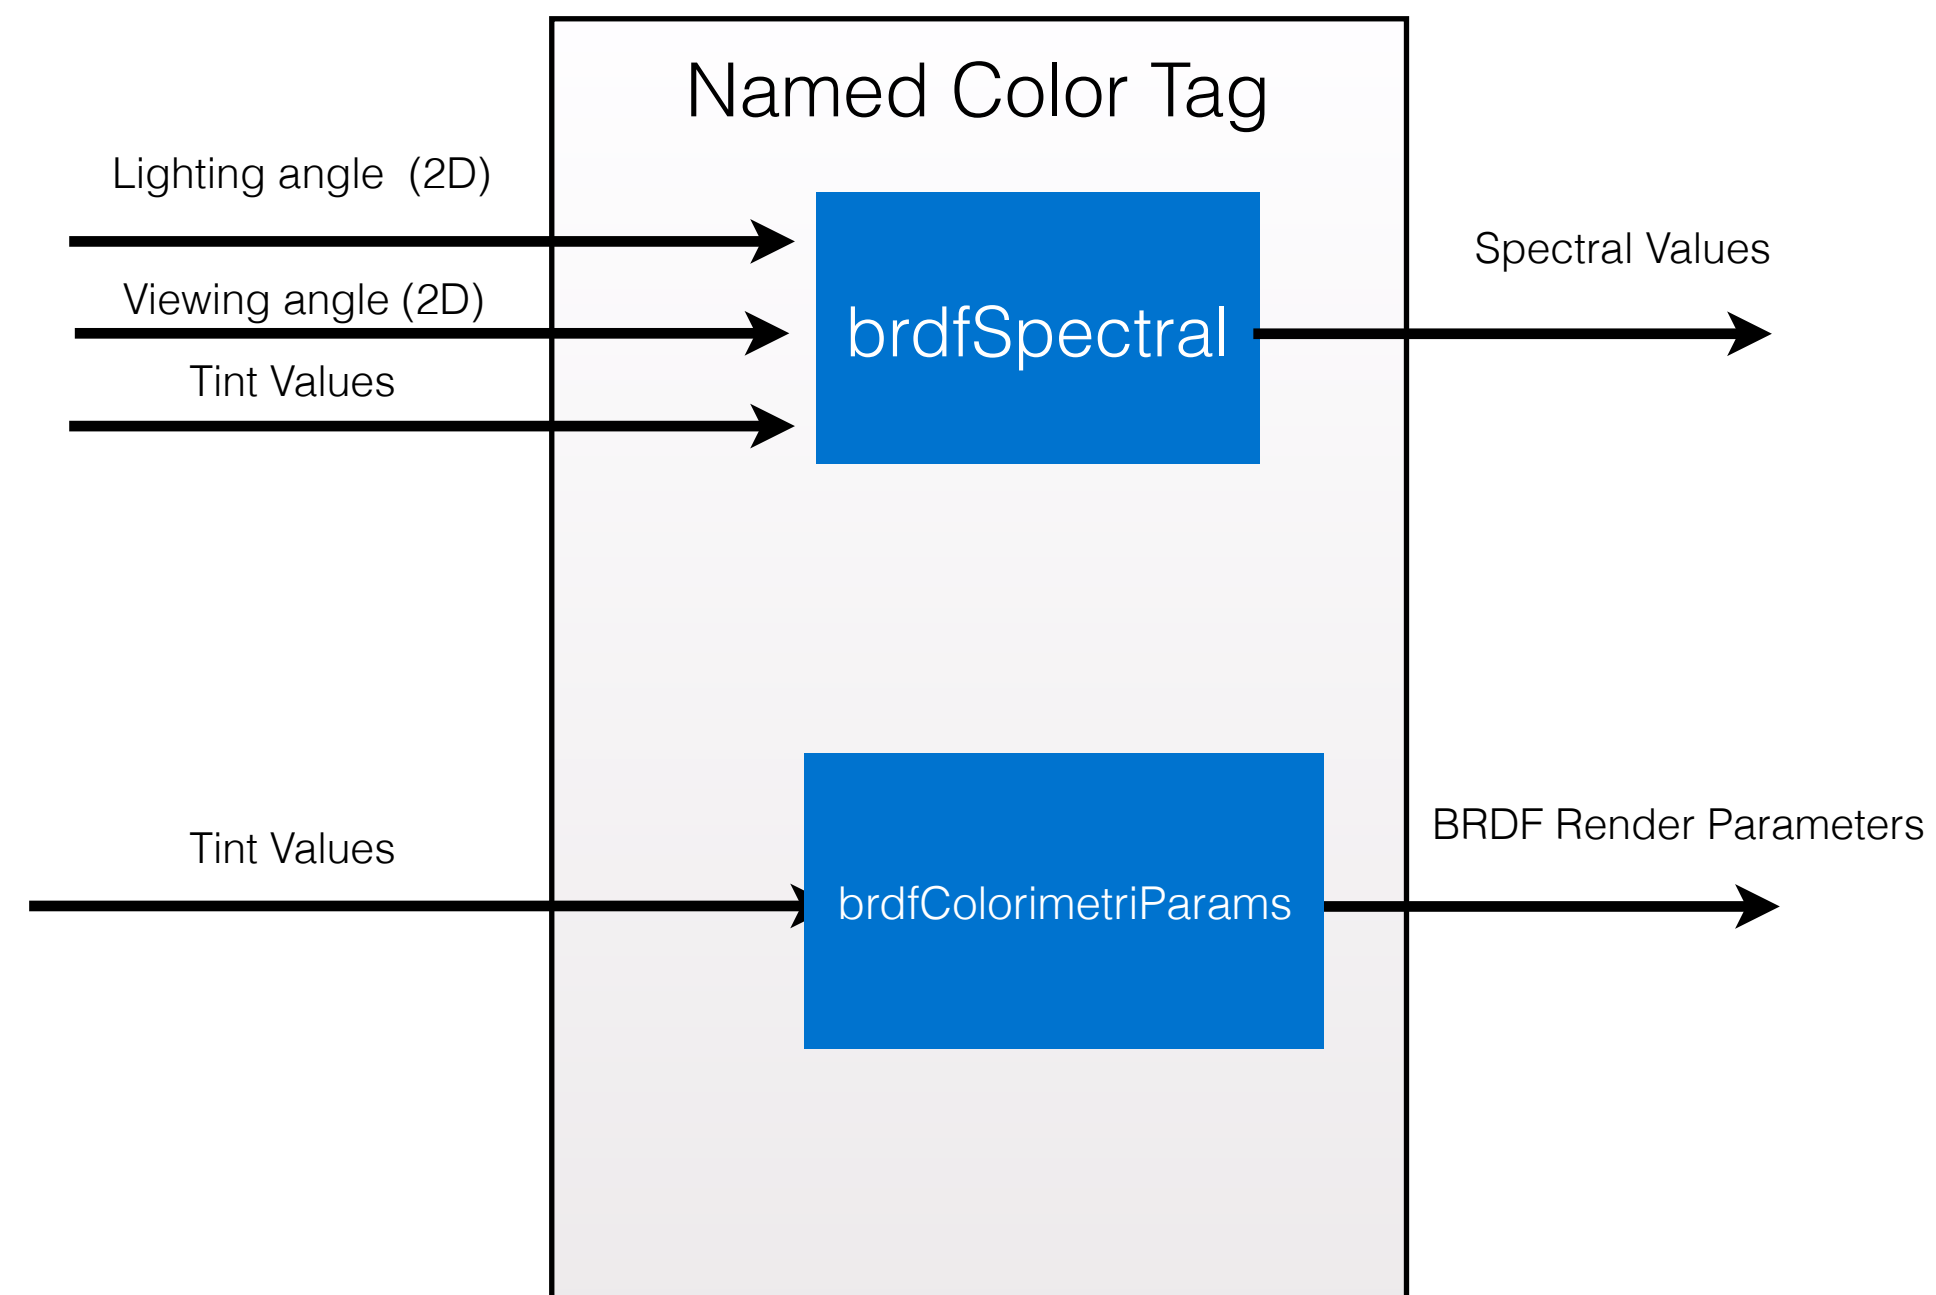 Named Color Tag
Lighting angle (2D)
Viewing angle (2D)
Tint Values
brdfSpectral
Spectral Values
Tint Values
brdfColorimetriParams
BRDF Render Parameters